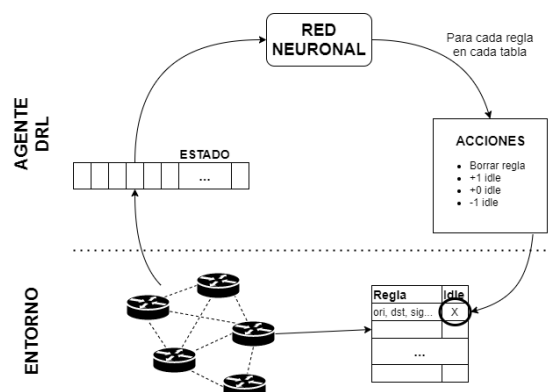 RED
NEURONAL
Para cada regla
en cada tabla
AGENTE
DRL
ESTADO
...
ACCIONES
Borrar regla
+1 idle
+0 idle
-1 idle
ENTORNO
Regla Idle
ori, dst, sig... X
...